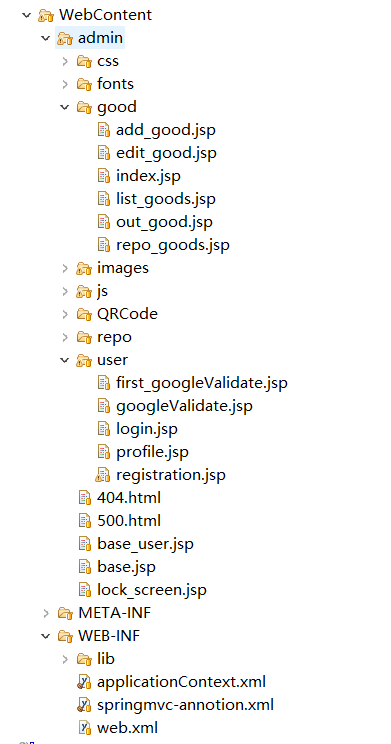 WebContent
admin
css
fonts
good
add_good.jsp
edit_good.jsp
index.jsp
list_goods.jsp
out_good.jsp
repo_goods.jsp
images
js
QRCode
repo
user
first_googleValidate.jsp
googleValidate.jsp
login.jsp
profile.jsp
registration.jsp
404.html
500.html
base_user.jsp
base.jsp
lock_screen.jsp
META-INF
WEB-INF
lib
applicationContext.xml
springmvc-annotion.xml
web.xml